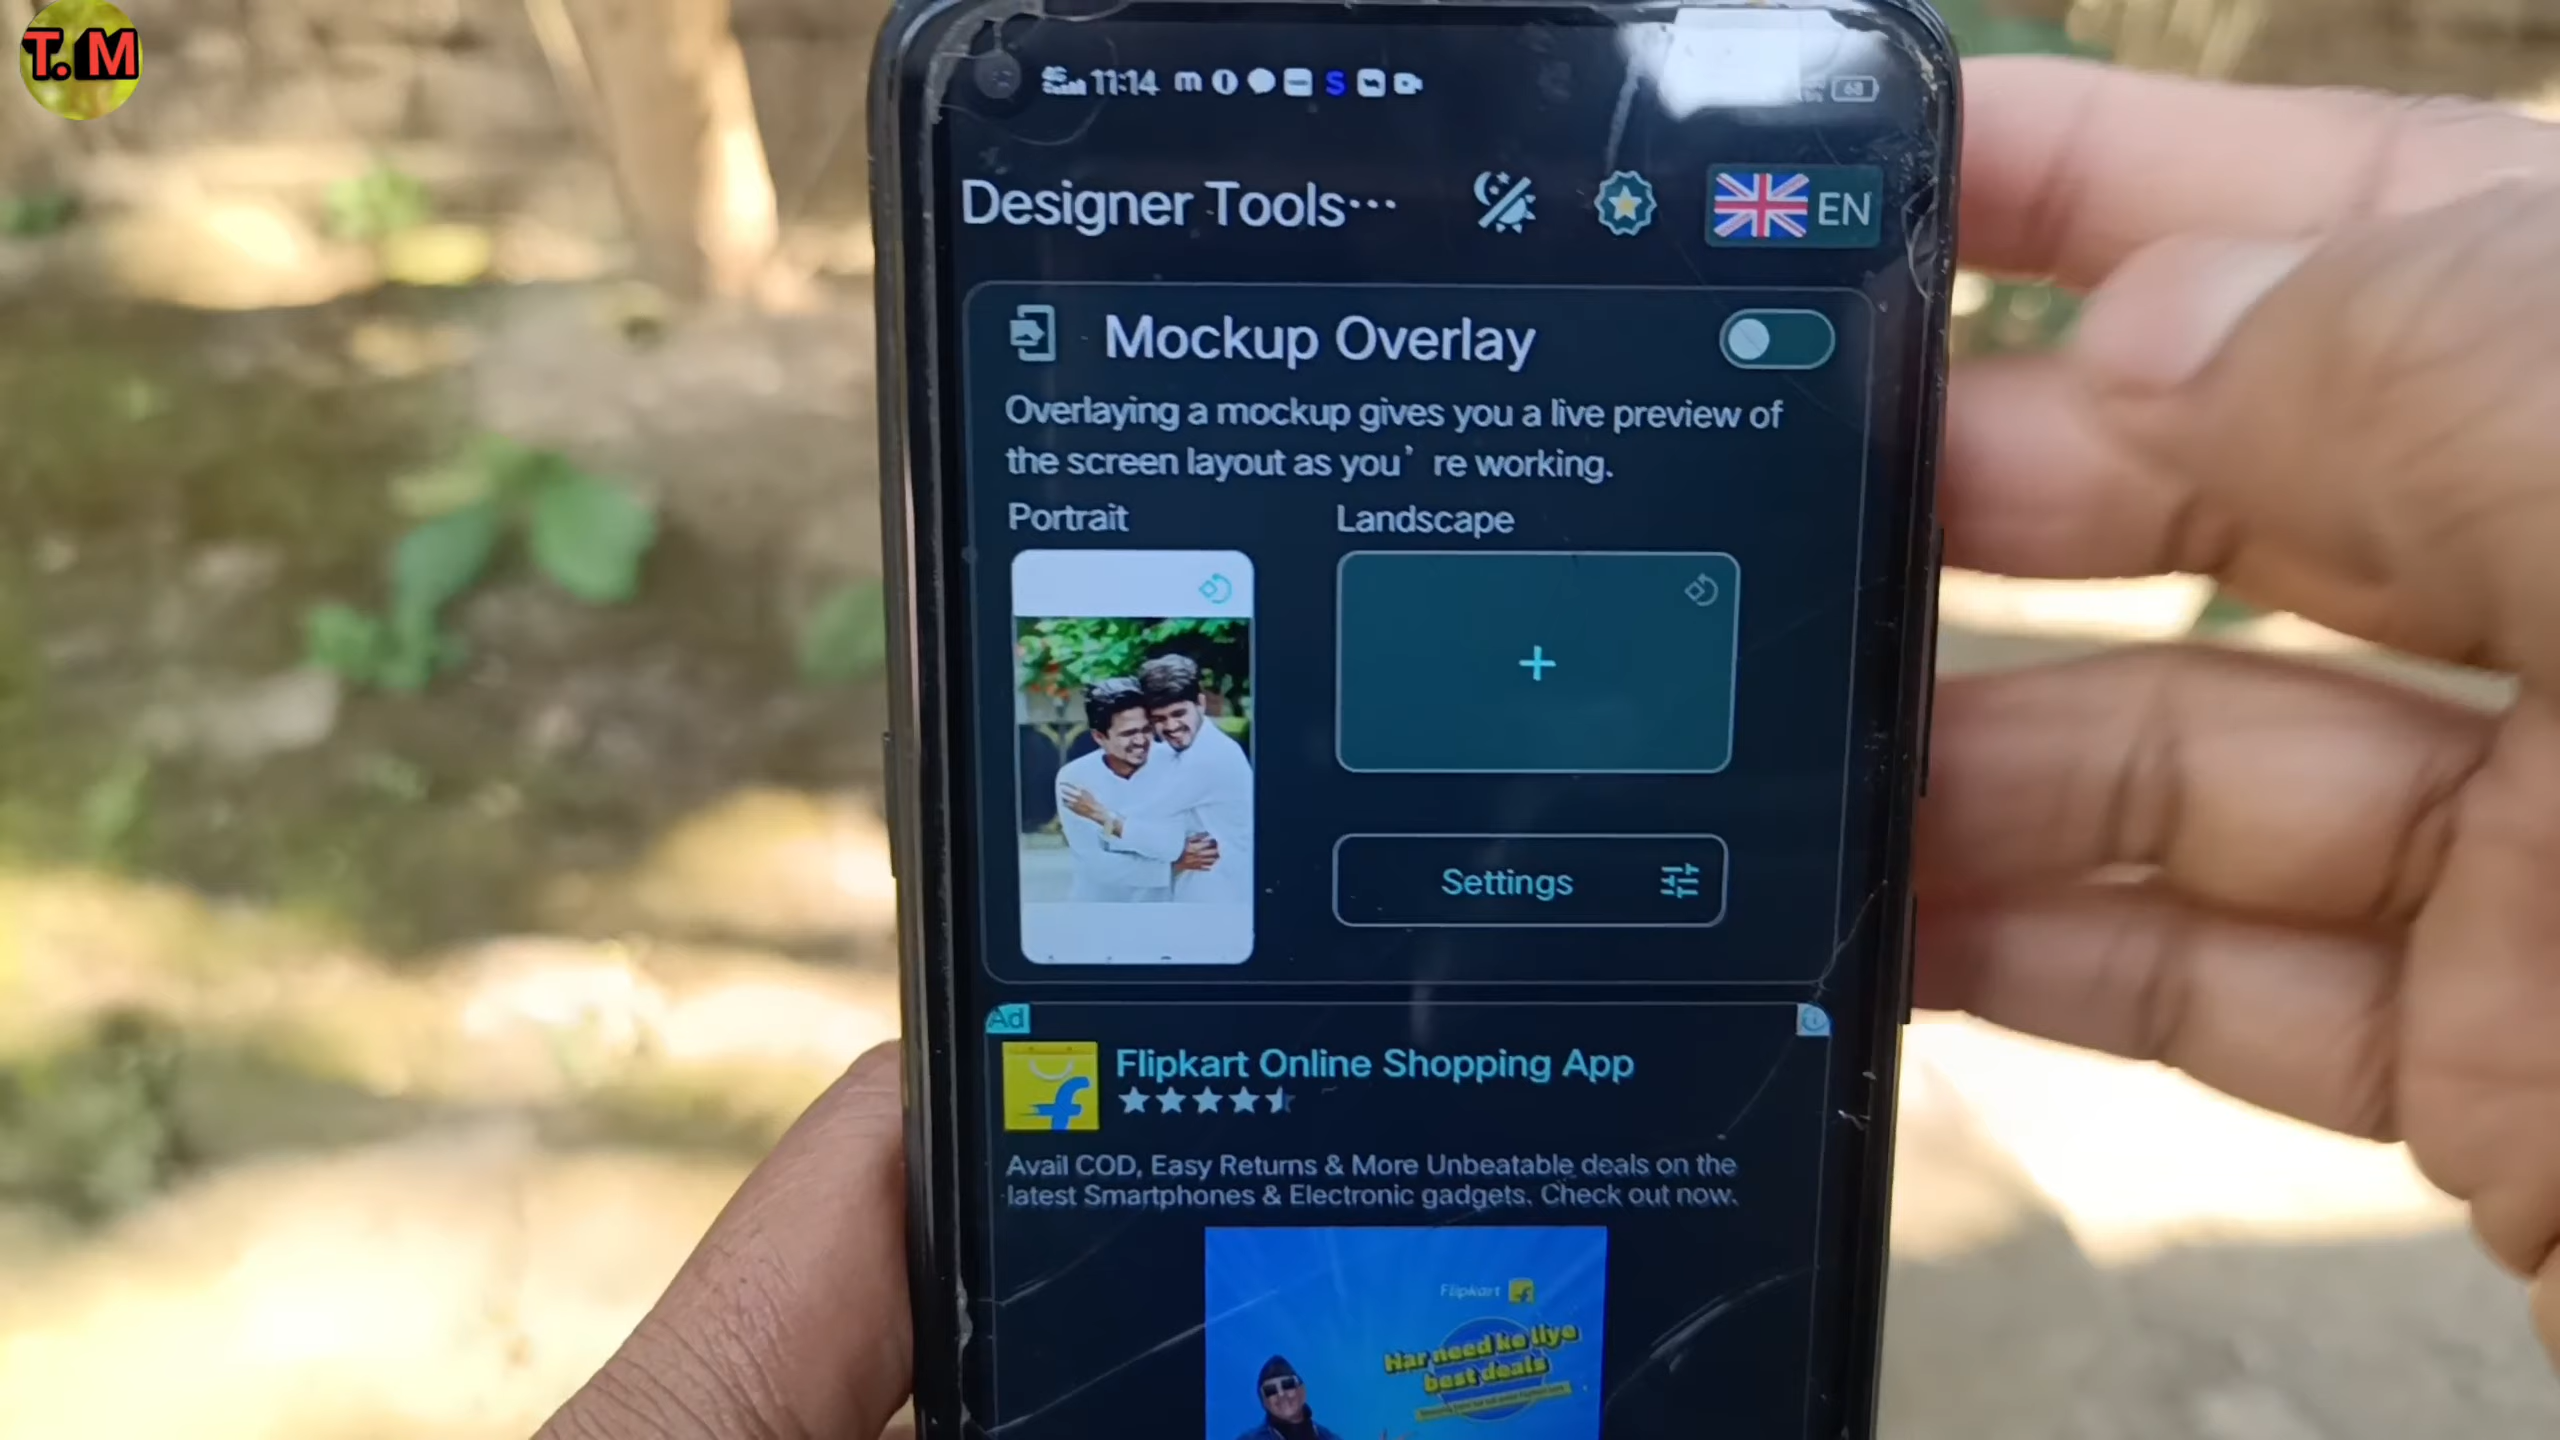 T.M
4G 11:14 m S 68
Designer Tools... EN
Mockup Overlay
Overlaying a mockup gives you a live preview of
the screen layout as you’ re working.
Portrait Landscape
+
Settings
Ad
Flipkart Online Shopping App
Avail COD, Easy Returns & More Unbeatable deals on the
latest Smartphones & Electronic gadgets. Check out now.
Flipkart
Har need ke liye
best deals